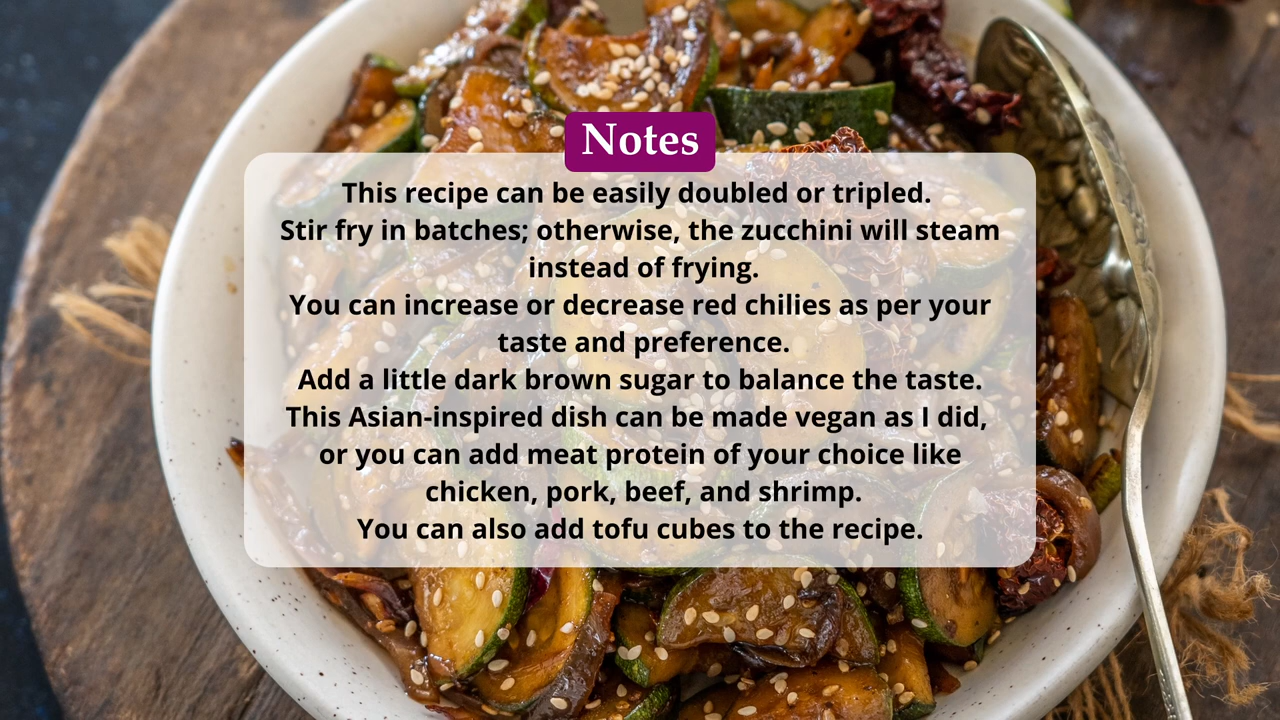 Notes
This recipe can be easily doubled or tripled.
Stir fry in batches; otherwise, the zucchini will steam
instead of frying.
You can increase or decrease red chilies as per your
taste and preference.
Add a little dark brown sugar to balance the taste.
This Asian-inspired dish can be made vegan as I did,
or you can add meat protein of your choice like
chicken, pork, beef, and shrimp.
You can also add tofu cubes to the recipe.